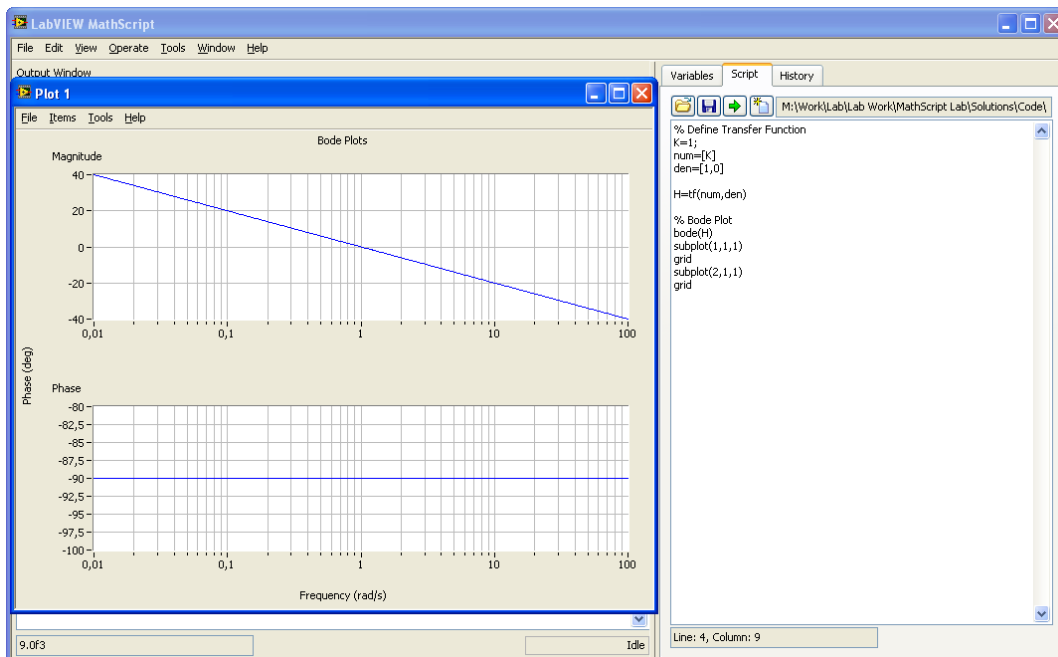 LabVIEW MathScript
File Edit View Operate Tools Window Help
Output Window
Plot 1
File Items Tools Help
Bode Plots
Magnitude
40
20
0
-20
-40
0,01 0,1 1 10 100
Phase (deg)
Phase
-80
-82,5
-85
-87,5
-90
-92,5
-95
-97,5
-100
0,01 0,1 1 10 100
Frequency (rad/s)
9.0f3
Idle
Variables Script History
M:\Work\Lab\Lab Work\MathScript Lab\Solutions\Code\
% Define Transfer Function
K=1;
num=[K]
den=[1,0]
H=tf(num,den)
% Bode Plot
bode(H)
subplot(1,1,1)
grid
subplot(2,1,1)
grid
Line: 4, Column: 9